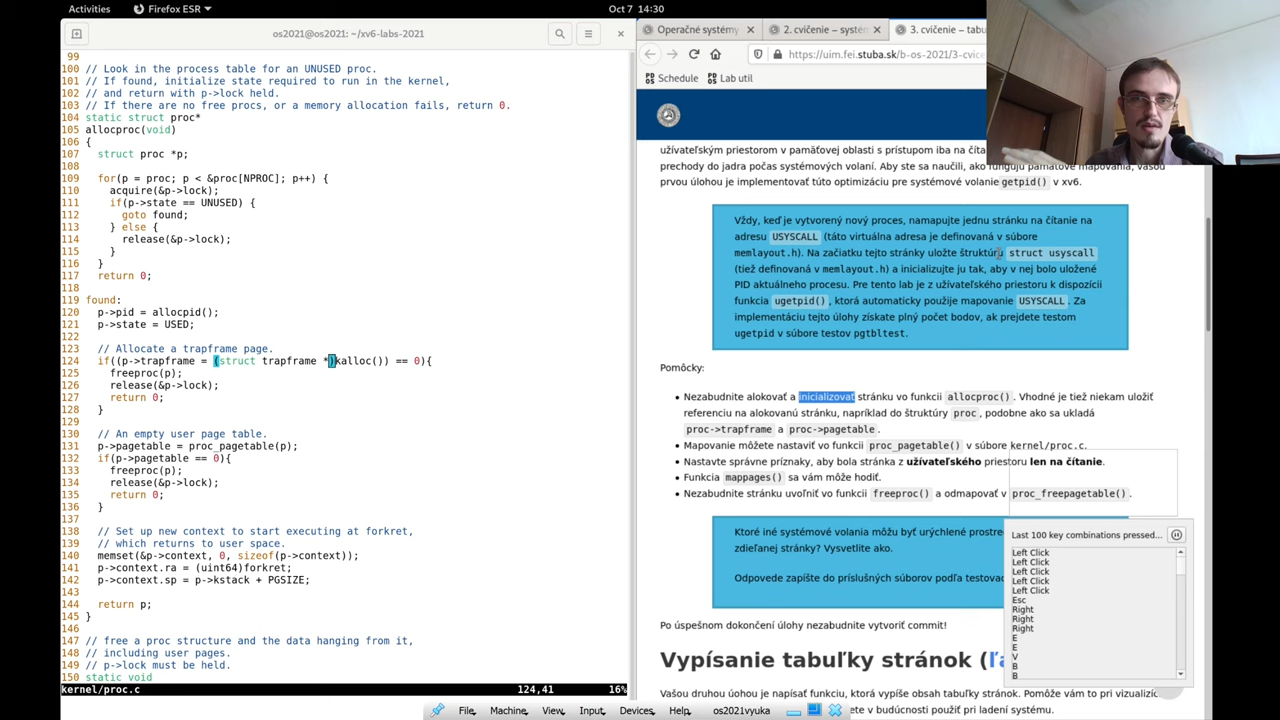 Activities
Firefox ESR
Oct 7 14:30
os2021@os2021: ~/xv6-labs-2021
99
100 // Look in the process table for an UNUSED proc.
101 // If found, initialize state required to run in the kernel,
102 // and return with p->lock held.
103 // If there are no free procs, or a memory allocation fails, return 0.
104 static struct proc*
105 allocproc(void)
106 {
107 struct proc *p;
108
109 for(p = proc; p < &proc[NPROC]; p++) {
110 acquire(&p->lock);
111 if(p->state == UNUSED) {
112 goto found;
113 } else {
114 release(&p->lock);
115 }
116 }
117 return 0;
118
119 found:
120 p->pid = allocpid();
121 p->state = USED;
122
123 // Allocate a trapframe page.
124 if((p->trapframe = (struct trapframe *)kalloc()) == 0){
125 freeproc(p);
126 release(&p->lock);
127 return 0;
128 }
129
130 // An empty user page table.
131 p->pagetable = proc_pagetable(p);
132 if(p->pagetable == 0){
133 freeproc(p);
134 release(&p->lock);
135 return 0;
136 }
137
138 // Set up new context to start executing at forkret,
139 // which returns to user space.
140 memset(&p->context, 0, sizeof(p->context));
141 p->context.ra = (uint64)forkret;
142 p->context.sp = p->kstack + PGSIZE;
143
144 return p;
145 }
146
147 // free a proc structure and the data hanging from it,
148 // including user pages.
149 // p->lock must be held.
150 static void
kernel/proc.c 124,41 16%
Operačné systémy
2. cvičenie – systé
3. cvičenie – tabu
https://uim.fei.stuba.sk/b-os-2021/3-cvice
Schedule
Lab util
užívateľským priestorom v pamäťovej oblasti s prístupom iba na číta
prechody do jadra počas systémových volaní. Aby ste sa naučili, ako fungujú pamäťové mapovania, vašou
prvou úlohou je implementovať túto optimizáciu pre systémové volanie getpid() v xv6.
Vždy, keď je vytvorený nový proces, namapujte jednu stránku na čítanie na
adresu USYSCALL (táto virtuálna adresa je definovaná v súbore
memlayout.h). Na začiatku tejto stránky uložte štruktúru struct usyscall
(tiež definovaná v memlayout.h) a inicializujte ju tak, aby v nej bolo uložené
PID aktuálneho procesu. Pre tento lab je z užívateľského priestoru k dispozícii
funkcia ugetpid(), ktorá automaticky použije mapovanie USYSCALL. Za
implementáciu tejto úlohy získate plný počet bodov, ak prejdete testom
ugetpid v súbore testov pgtbltest.
Pomôcky:
Nezabudnite alokovať a inicializovať stránku vo funkcii allocproc(). Vhodné je tiež niekam uložiť
referenciu na alokovanú stránku, napríklad do štruktúry proc, podobne ako sa ukladá
proc->trapframe a proc->pagetable.
Mapovanie môžete nastaviť vo funkcii proc_pagetable() v súbore kernel/proc.c.
Nastavte správne príznaky, aby bola stránka z užívateľského priestoru len na čítanie.
Funkcia mappages() sa vám môže hodiť.
Nezabudnite stránku uvoľniť vo funkcii freeproc() a odmapovať v proc_freepagetable().
Ktoré iné systémové volania môžu byť urýchlené prostre
zdieľanej stránky? Vysvetlite ako.
Odpovede zapíšte do príslušných súborov podľa testovac
Po úspešnom dokončení úlohy nezabudnite vytvoriť commit!
Vypísanie tabuľky stránok (ľa
Vašou druhou úohou je napísať funkciu, ktorá vypíše obsah tabuľky stránok. Pomôže vám to pri vizualizíc
ete v budúcnosti použiť pri ladení systému.
Last 100 key combinations pressed...
Left Click
Left Click
Left Click
Left Click
Left Click
Esc
Right
Right
Right
E
E
V
B
B
File
Machine
View
Input
Devices
Help
os2021vyuka